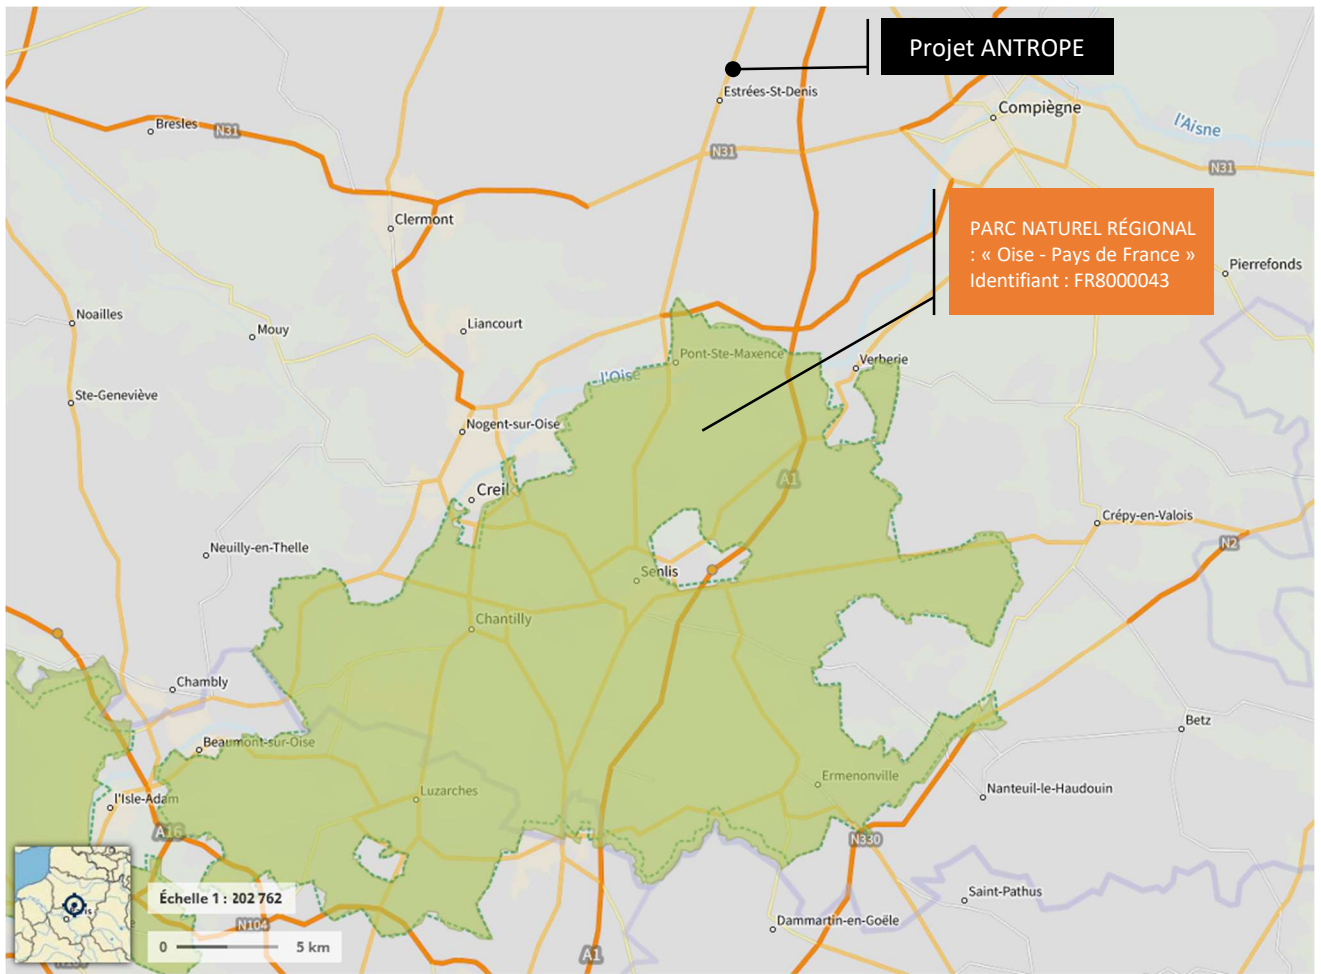 Projet ANTROPE
Estrées-St-Denis
Compiègne
l'Aisne
Bresles
N31
N31
N31
Clermont
PARC NATUREL RÉGIONAL
: « Oise - Pays de France »
Identifiant : FR8000043
Pierrefonds
Noailles
Mouy
Liancourt
Pont-Ste-Maxence
Verberie
l'Oise
Ste-Geneviève
Nogent-sur-Oise
A1
Creil
Crépy-en-Valois
N2
Neuilly-en-Thelle
Senlis
Chantilly
Chambly
Betz
Beaumont-sur-Oise
Ermenonville
Luzarches
Nanteuil-le-Haudouin
l'Isle-Adam
A16
N330
Échelle 1 : 202 762
Saint-Pathus
N104
Dammartin-en-Goële
0 5 km
A1